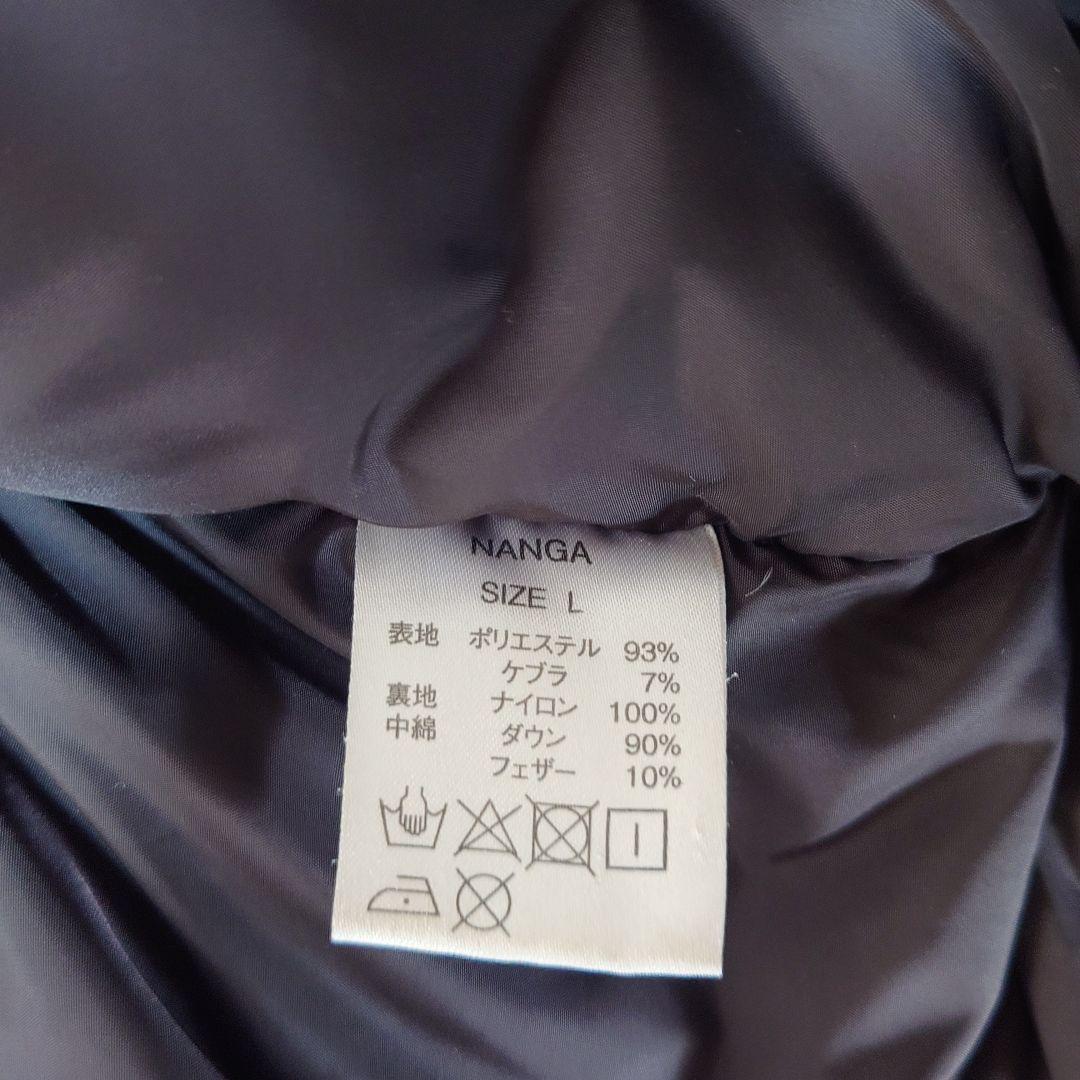 NANGA
SIZE L
表地 ポリエステル 93%
ケブラ 7%
裏地 ナイロン 100%
中綿 ダウン 90%
フェザー 10%